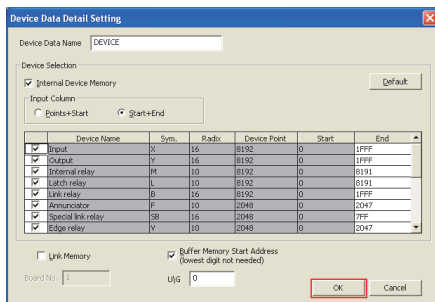 Device Data Detail Setting
Device Data Name DEVICE
Device Selection
Internal Device Memory
Default
Input Column
Points+Start Start+End
Device Name Sym. Radix Device Point Start End
Input X 16 8192 0 1FFF
Output Y 16 8192 0 1FFF
Internal relay M 10 8192 0 8191
Latch relay L 10 8192 0 8191
Link relay B 16 8192 0 1FFF
Annunciator F 10 2048 0 2047
Special link relay SB 16 2048 0 7FF
Edge relay V 10 2048 0 2047
Link Memory
Buffer Memory Start Address
(lowest digit not needed)
Board No. 1
U\G 0
OK Cancel